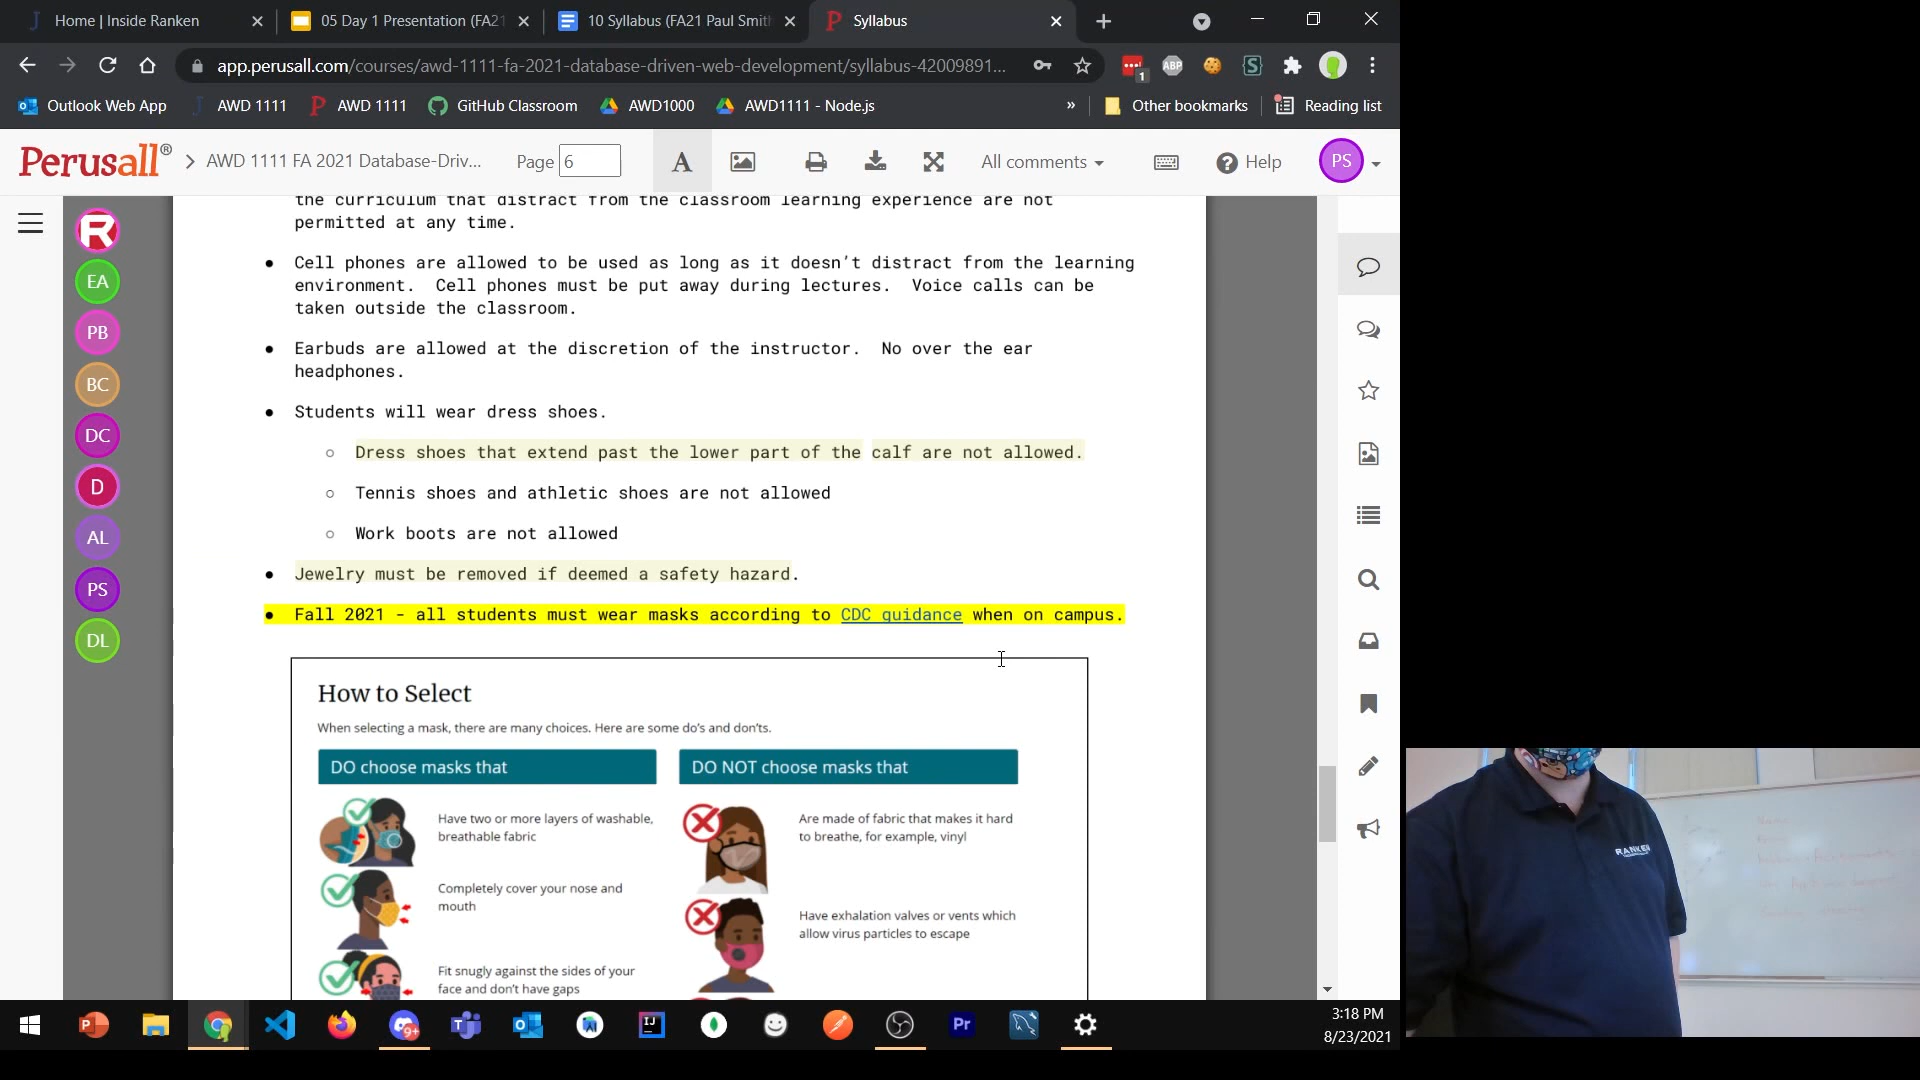 Home | Inside Ranken
05 Day 1 Presentation (FA21
10 Syllabus (FA21 Paul Smith
Syllabus
app.perusall.com/courses/awd-1111-fa-2021-database-driven-web-development/syllabus-42009891...
1
ABP
Outlook Web App
AWD 1111
AWD 1111
GitHub Classroom
AWD1000
AWD1111 - Node.js
»
Other bookmarks
Reading list
Perusall®
AWD 1111 FA 2021 Database-Driv...
Page 6
All comments
Help
PS
R
EA
PB
BC
DC
D
AL
PS
DL
the curriculum that distract from the classroom learning experience are not
permitted at any time.
● Cell phones are allowed to be used as long as it doesn’t distract from the learning
environment.  Cell phones must be put away during lectures.  Voice calls can be
taken outside the classroom.
● Earbuds are allowed at the discretion of the instructor.  No over the ear
headphones.
● Students will wear dress shoes.
○ Dress shoes that extend past the lower part of the calf are not allowed.
○ Tennis shoes and athletic shoes are not allowed
○ Work boots are not allowed
● Jewelry must be removed if deemed a safety hazard.
● Fall 2021 - all students must wear masks according to CDC guidance when on campus.
How to Select
When selecting a mask, there are many choices. Here are some do's and don'ts.
DO choose masks that
Have two or more layers of washable,
breathable fabric
Completely cover your nose and
mouth
Fit snugly against the sides of your
face and don't have gaps
DO NOT choose masks that
Are made of fabric that makes it hard
to breathe, for example, vinyl
Have exhalation valves or vents which
allow virus particles to escape
RANKEN
9+
IJ
Pr
3:18 PM
8/23/2021